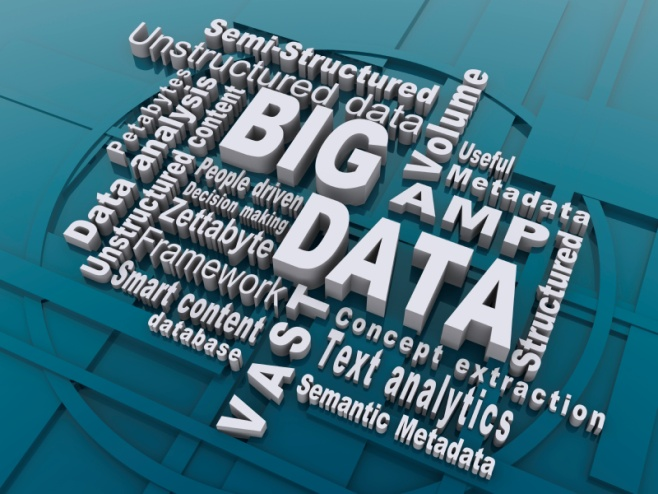 Semi-Structured
Unstructured data
Petabytes
Data analysis
Unstructured content
BIG
DATA
Volume
Useful
Metadata
AMP
Structured
People driven
Decision making
Zettabyte
Framework
Smart content
database
VAST
Concept extraction
Text analytics
Semantic Metadata